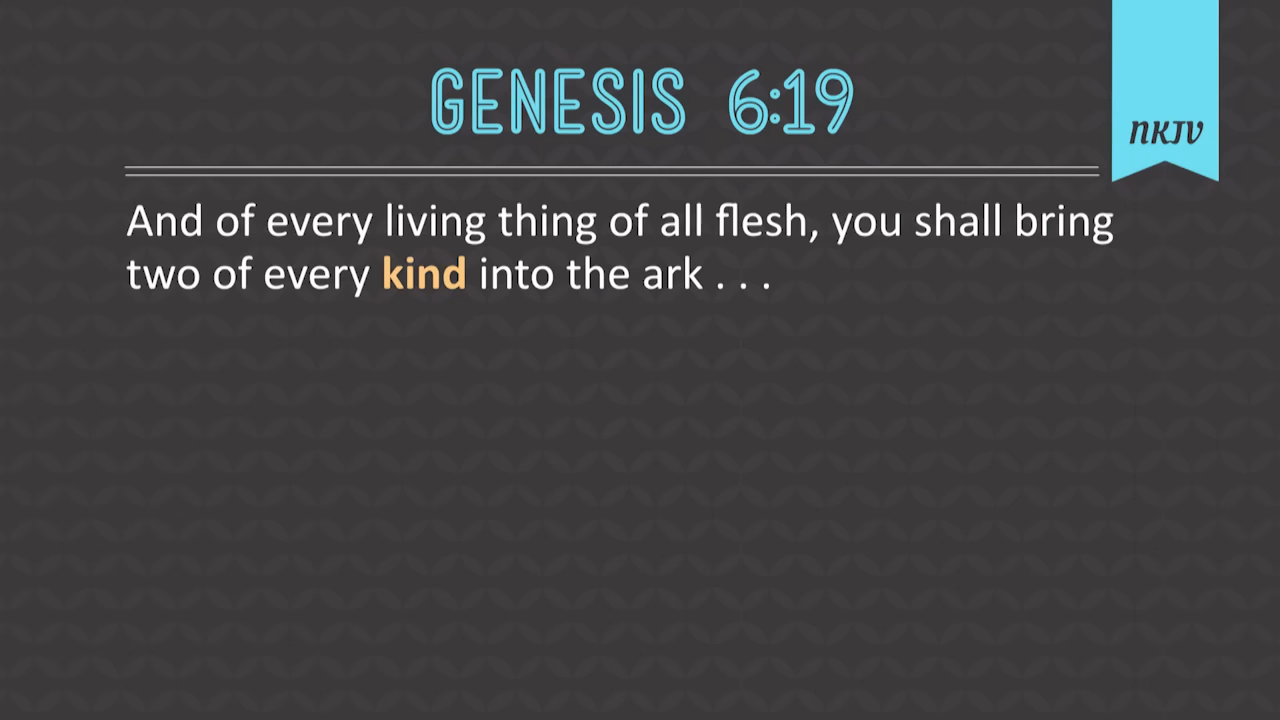 GENESIS 6:19
NKJV
And of every living thing of all flesh, you shall bring
two of every kind into the ark . . .